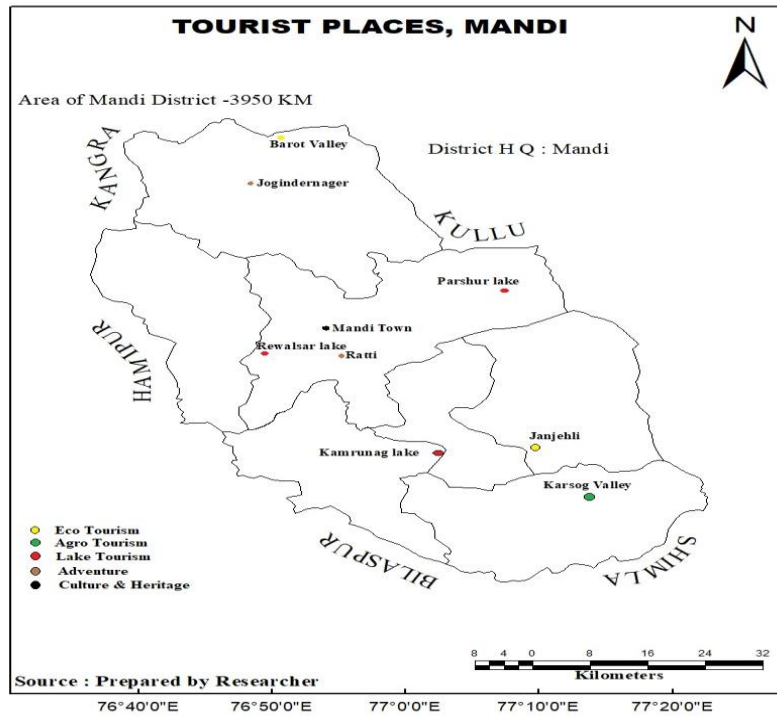 TOURIST PLACES, MANDI
N
Area of Mandi District -3950 KM
District H Q : Mandi
KANGRA
Barot Valley
Jogindernager
KULLU
Parshur lake
HAMIPUR
Mandi Town
Rewalsar lake
Ratti
Kamrunag lake
Janjehli
Karsog Valley
BILASPUR
SHIMLA
Eco Tourism
Agro Tourism
Lake Tourism
Adventure
Culture & Heritage
8 4 0 8 16 24 32
Kilometers
Source : Prepared by Researcher
76°40'0"E 76°50'0"E 77°0'0"E 77°10'0"E 77°20'0"E